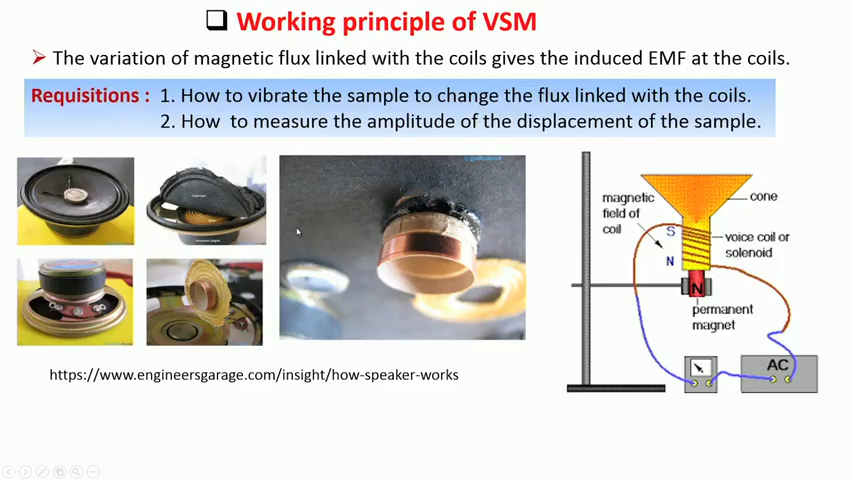 Working principle of VSM
The variation of magnetic flux linked with the coils gives the induced EMF at the coils.
Requisitions : 1. How to vibrate the sample to change the flux linked with the coils.
2. How to measure the amplitude of the displacement of the sample.
magnetic
field of
coil
S
N
cone
voice coil or
solenoid
N
permanent
magnet
AC
https://www.engineersgarage.com/insight/how-speaker-works